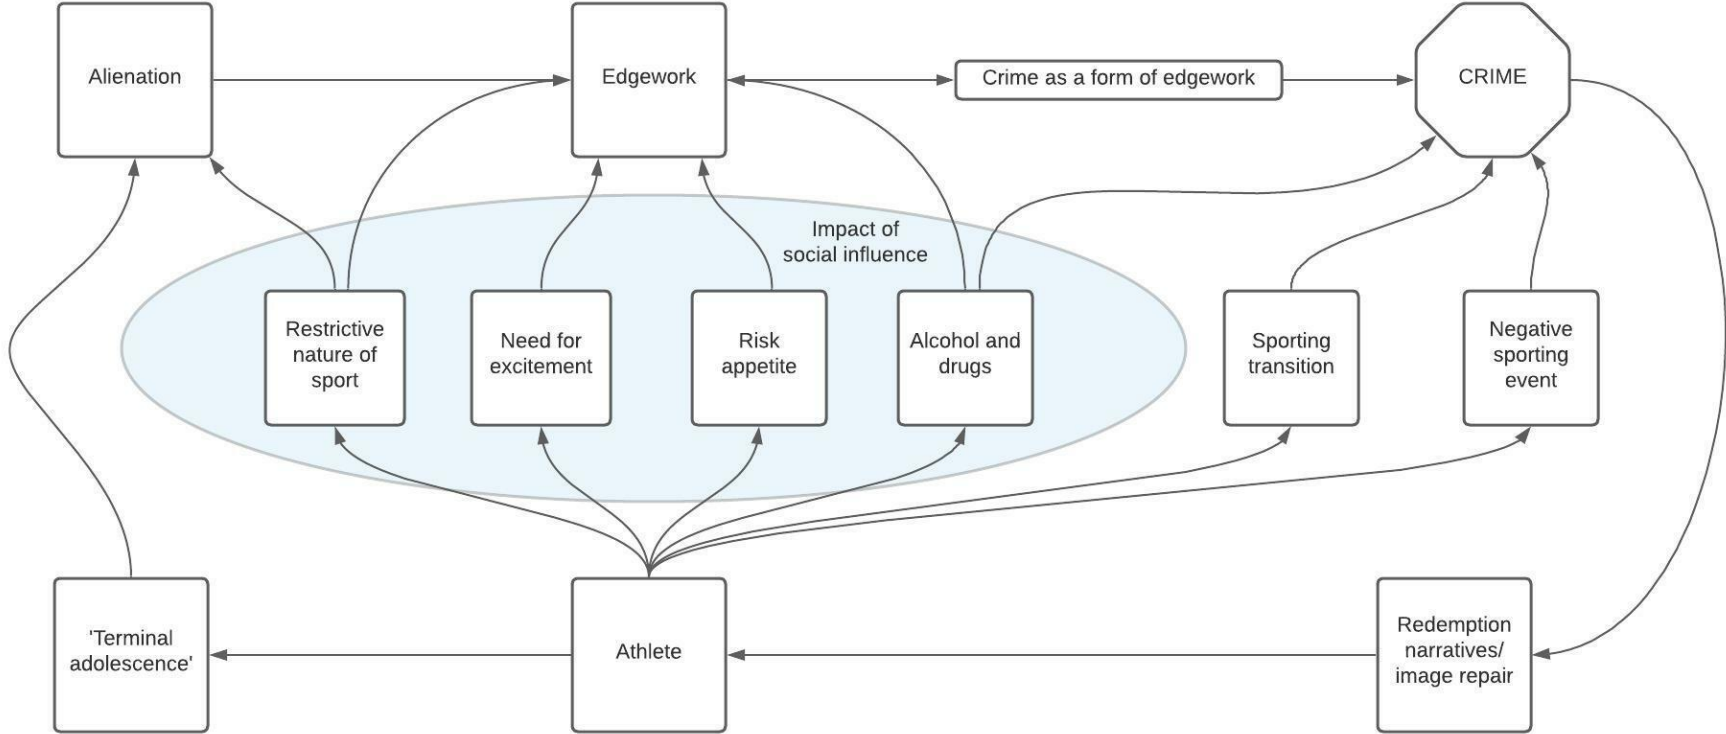 Alienation
Edgework
Crime as a form of edgework
CRIME
Impact of
social influence
Restrictive
nature of
sport
Need for
excitement
Risk
appetite
Alcohol and
drugs
Sporting
transition
Negative
sporting
event
'Terminal
adolescence'
Athlete
Redemption
narratives/
image repair